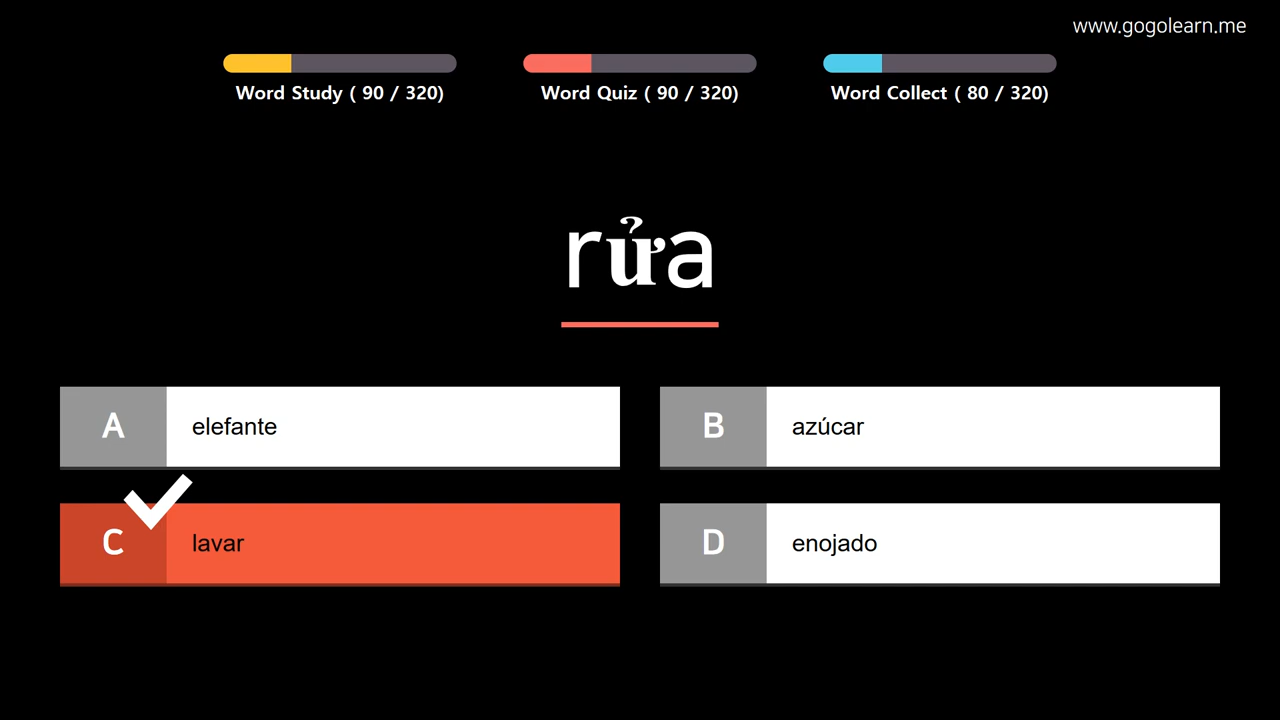 www.gogolearn.me
Word Study ( 90 / 320)
Word Quiz ( 90 / 320)
Word Collect ( 80 / 320)
rửa
A elefante
B azúcar
C lavar
D enojado